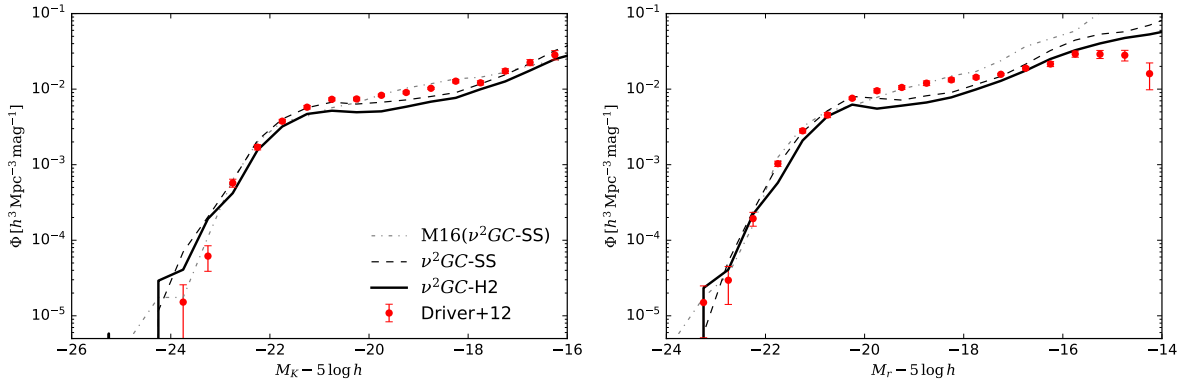 10⁻¹
10⁻²
10⁻³
10⁻⁴
10⁻⁵
Φ [h³ Mpc⁻³ mag⁻¹]
M16(ν²GC-SS)
ν²GC-SS
ν²GC-H2
Driver+12
−26 −24 −22 −20 −18 −16
M_K − 5 log h
10⁻¹
10⁻²
10⁻³
10⁻⁴
10⁻⁵
Φ [h³ Mpc⁻³ mag⁻¹]
−24 −22 −20 −18 −16 −14
M_r − 5 log h